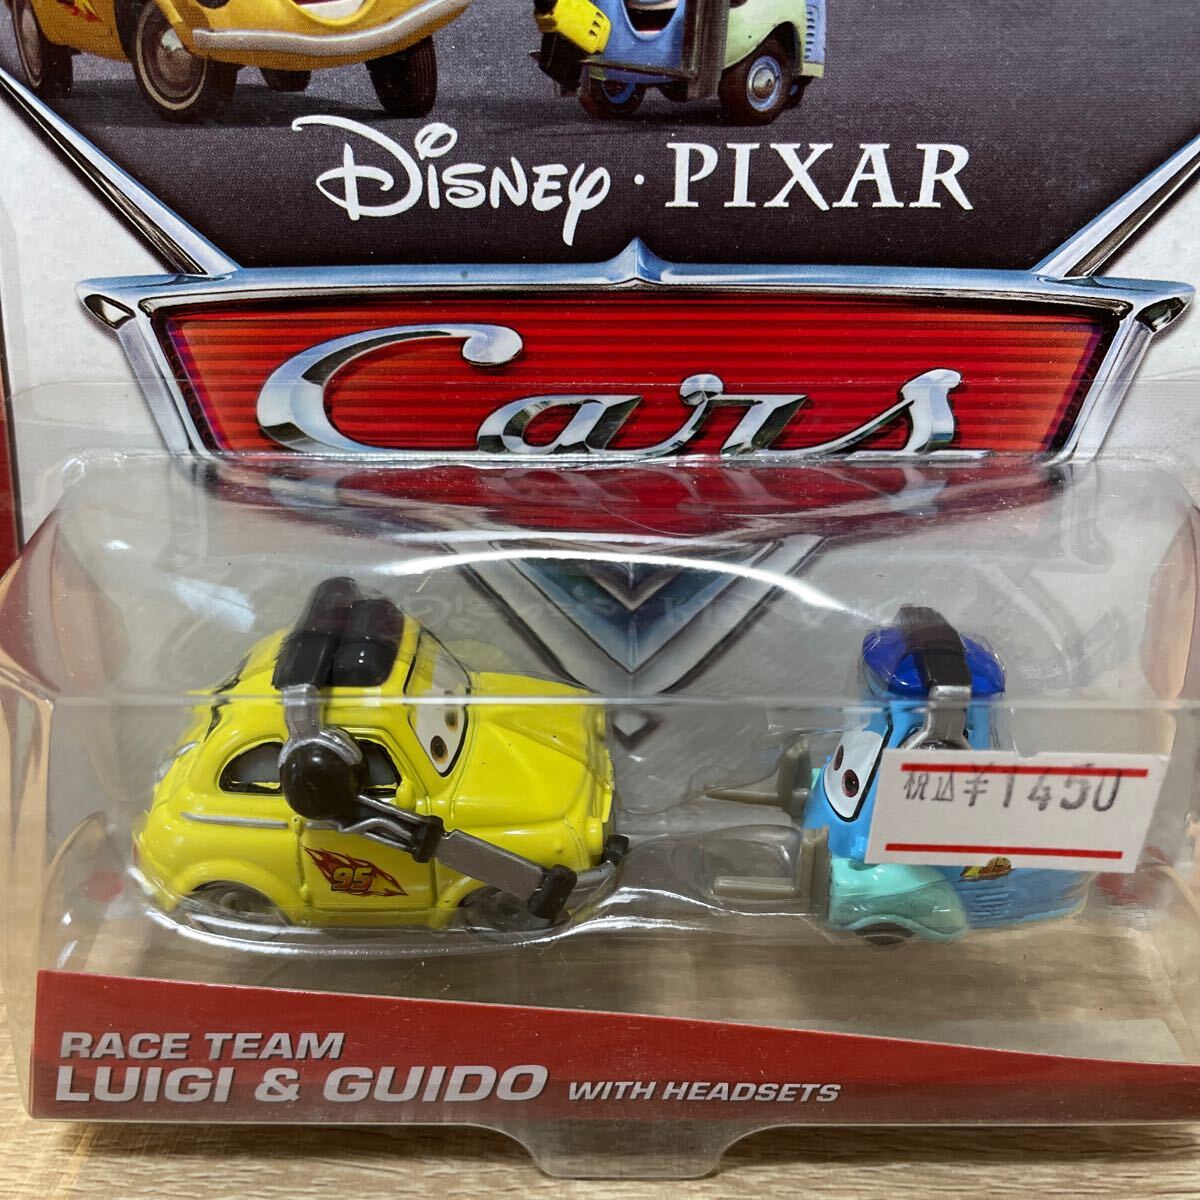 Disney · PIXAR
Cars
税込¥1450
95
RACE TEAM
LUIGI & GUIDO WITH HEADSETS